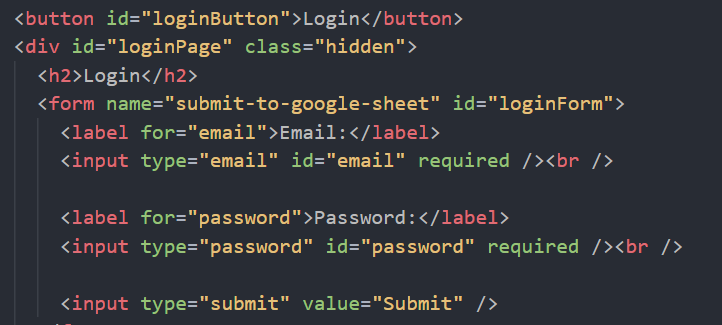 <button id="loginButton">Login</button>
<div id="loginPage" class="hidden">
<h2>Login</h2>
<form name="submit-to-google-sheet" id="loginForm">
<label for="email">Email:</label>
<input type="email" id="email" required /><br />
<label for="password">Password:</label>
<input type="password" id="password" required /><br />
<input type="submit" value="Submit" />